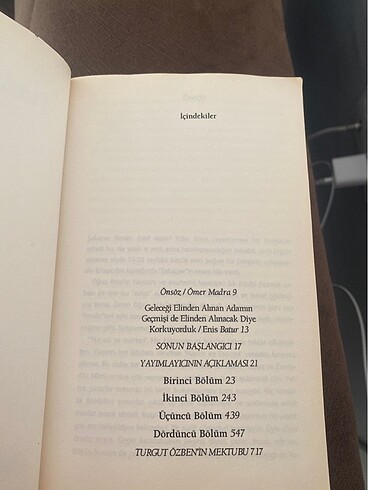 İçindekiler
Önsöz / Ömer Madra 9
Geleceği Elinden Alınan Adamın
Geçmişi de Elinden Alınacak Diye
Korkuyorduk / Enis Batur 13
SONUN BAŞLANGICI 17
YAYIMLAYICININ AÇIKLAMASI 21
Birinci Bölüm 23
İkinci Bölüm 243
Üçüncü Bölüm 439
Dördüncü Bölüm 547
TURGUT ÖZBEN'İN MEKTUBU 717